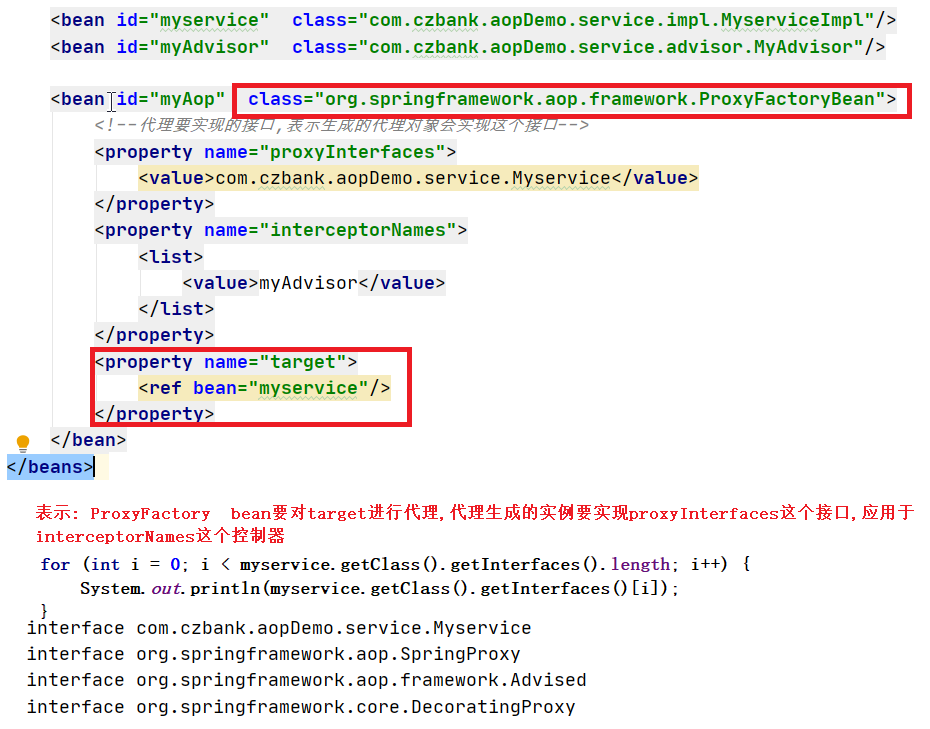 <bean id="myservice"  class="com.czbank.aopDemo.service.impl.MyserviceImpl"/>
<bean id="myAdvisor"  class="com.czbank.aopDemo.service.advisor.MyAdvisor"/>
<bean id="myAop"  class="org.springframework.aop.framework.ProxyFactoryBean">
<!--代理要实现的接口,表示生成的代理对象会实现这个接口-->
<property name="proxyInterfaces">
<value>com.czbank.aopDemo.service.Myservice</value>
</property>
<property name="interceptorNames">
<list>
<value>myAdvisor</value>
</list>
</property>
<property name="target">
<ref bean="myservice"/>
</property>
</bean>
</beans>
表示: ProxyFactory  bean要对target进行代理,代理生成的实例要实现proxyInterfaces这个接口,应用于
interceptorNames这个控制器
for (int i = 0; i < myservice.getClass().getInterfaces().length; i++) {
System.out.println(myservice.getClass().getInterfaces()[i]);
}
interface com.czbank.aopDemo.service.Myservice
interface org.springframework.aop.SpringProxy
interface org.springframework.aop.framework.Advised
interface org.springframework.core.DecoratingProxy